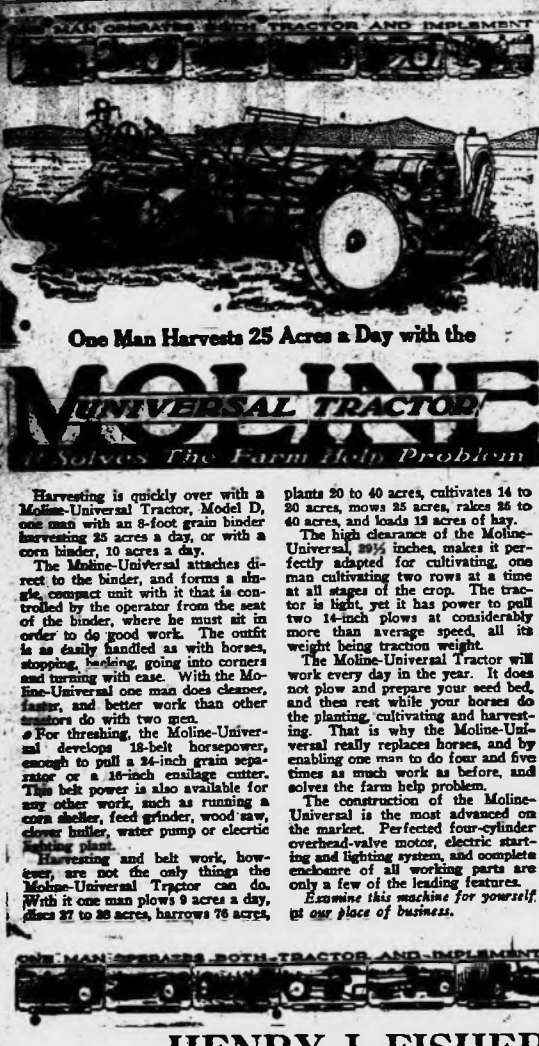 ONE MAN OPERATES BOTH TRACTOR AND IMPLEMENT
One Man Harvests 25 Acres a Day with the
MOLINE
UNIVERSAL TRACTOR
It Solves The Farm Help Problem
Harvesting is quickly over with a
Moline-Universal Tractor, Model D,
one man with an 8-foot grain binder
harvesting 25 acres a day, or with a
corn binder, 10 acres a day.
The Moline-Universal attaches di-
rect to the binder, and forms a sin-
gle, compact unit with it that is con-
trolled by the operator from the seat
of the binder, where he must sit in
order to do good work. The outfit
is as easily handled as with horses,
stopping, backing, going into corners
and turning with ease. With the Mo-
line-Universal one man does cleaner,
faster, and better work than other
tractors do with two men.
For threshing, the Moline-Univer-
sal develops 18-belt horsepower,
enough to pull a 24-inch grain sepa-
rator or a 16-inch ensilage cutter.
This belt power is also available for
any other work, such as running a
corn sheller, feed grinder, wood saw,
clover huller, water pump or elecrtic
lighting plant.
Harvesting and belt work, how-
ever, are not the only things the
Moline-Universal Tractor can do.
With it one man plows 9 acres a day,
discs 27 to 28 acres, harrows 76 acres,
plants 20 to 40 acres, cultivates 14 to
20 acres, mows 25 acres, rakes 25 to
40 acres, and loads 12 acres of hay.
The high clearance of the Moline-
Universal, 29½ inches, makes it per-
fectly adapted for cultivating, one
man cultivating two rows at a time
at all stages of the crop. The trac-
tor is light, yet it has power to pull
two 14-inch plows at considerably
more than average speed, all its
weight being traction weight.
The Moline-Universal Tractor will
work every day in the year. It does
not plow and prepare your seed bed,
and then rest while your horses do
the planting, cultivating and harvest-
ing. That is why the Moline-Uni-
versal really replaces horses, and by
enabling one man to do four and five
times as much work as before, and
solves the farm help problem.
The construction of the Moline-
Universal is the most advanced on
the market. Perfected four-cylinder
overhead-valve motor, electric start-
ing and lighting system, and complete
enclosure of all working parts are
only a few of the leading features.
Examine this machine for yourself
at our place of business.
ONE MAN OPERATES BOTH TRACTOR AND IMPLEMENT
HENRY J. FISHER